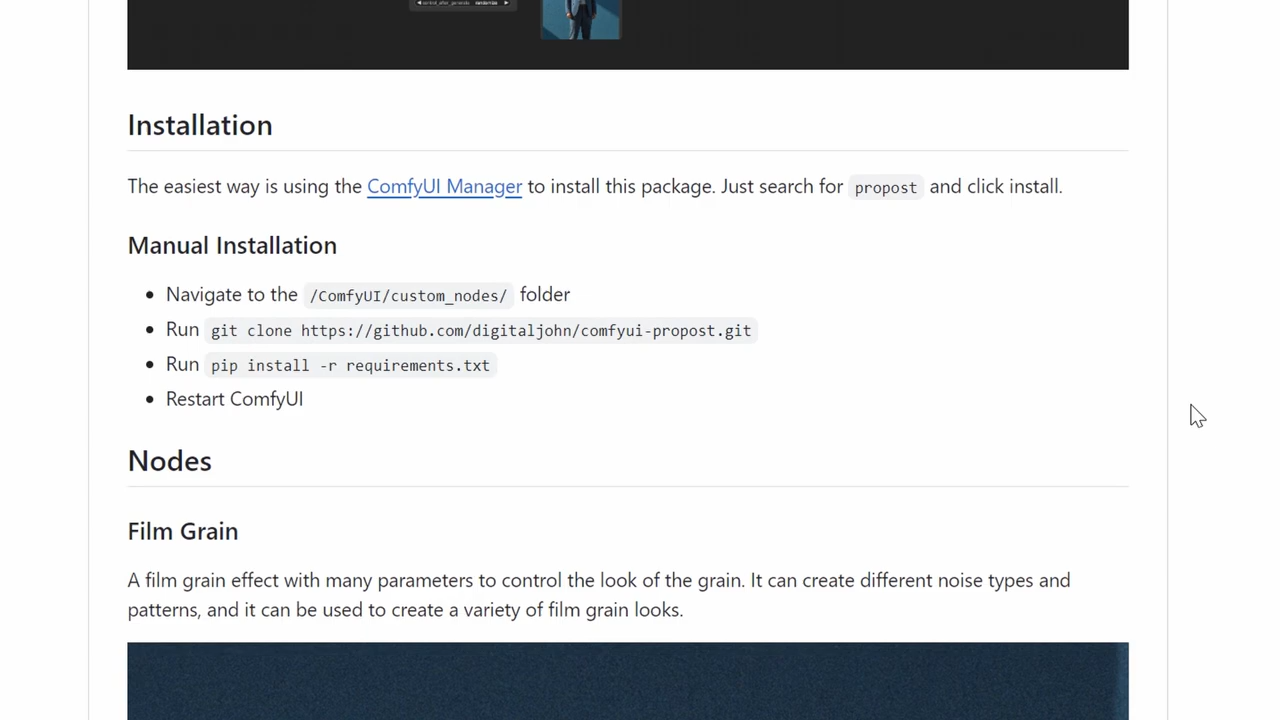 control_after_generate randomize
Installation
The easiest way is using the ComfyUI Manager to install this package. Just search for propost and click install.
Manual Installation
Navigate to the /ComfyUI/custom_nodes/ folder
Run git clone https://github.com/digitaljohn/comfyui-propost.git
Run pip install -r requirements.txt
Restart ComfyUI
Nodes
Film Grain
A film grain effect with many parameters to control the look of the grain. It can create different noise types and
patterns, and it can be used to create a variety of film grain looks.